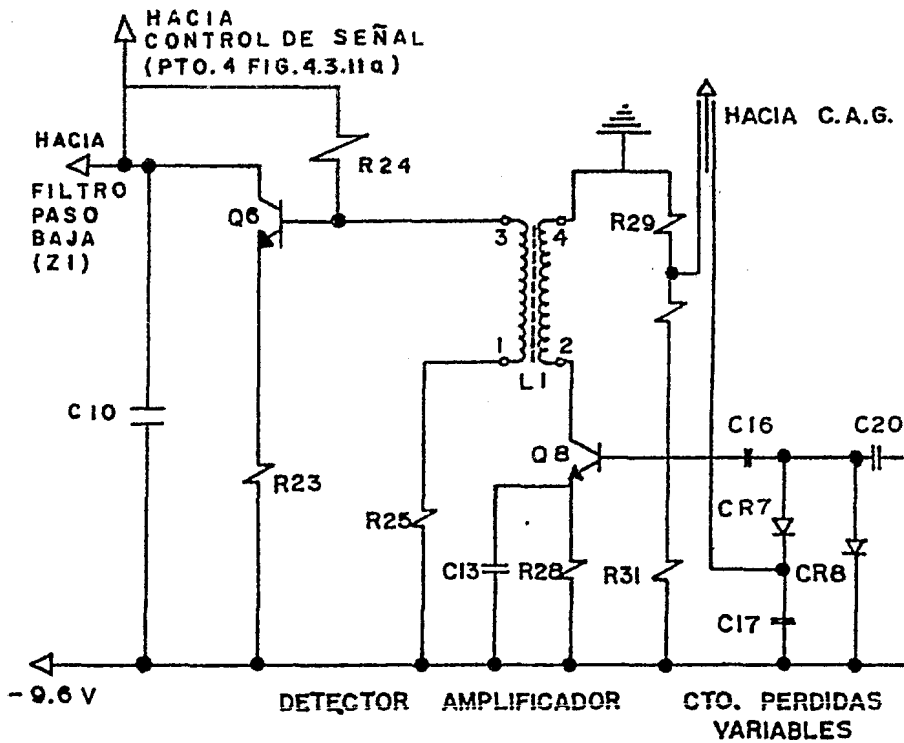 HACIA
CONTROL DE SEÑAL
(PTO. 4 FIG. 4.3.11a)
HACIA
FILTRO
PASO
BAJA
(Z1)
R24
Q6
3
4
R29
HACIA C.A.G.
1
2
L1
C10
R23
R25
Q8
C13
R28
R31
C16
C20
CR7
CR8
C17
-9.6 V
DETECTOR
AMPLIFICADOR
CTO. PERDIDAS
VARIABLES